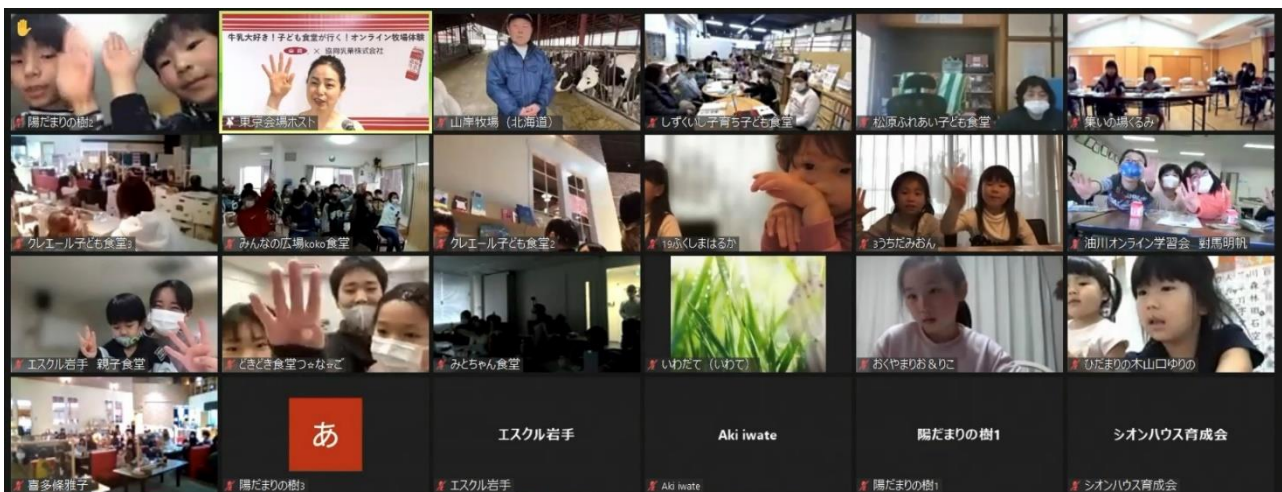 陽だまりの樹2
牛乳大好き!子ども食堂が行く!オンライン牧場体験
× 協同乳業株式会社
東京会場ホスト
山岸牧場(北海道)
しずくいし子育ち子ども食堂
松原ふれあい子ども食堂
集いの場くるみ
クレエール子ども食堂3
みんなの広場koko食堂
クレエール子ども食堂2
19ふくしまはるか
3うちだみおん
油川オンライン学習会 對馬明帆
エスクル岩手 親子食堂
どきどき食堂つ☆な☆ご
みとちゃん食堂
いわたて(いわて)
おくやまりお&りこ
ひだまりの木山口ゆりの
喜多條雅子
あ
陽だまりの樹3
エスクル岩手
エスクル岩手
Aki iwate
Aki iwate
陽だまりの樹1
陽だまりの樹1
シオンハウス育成会
シオンハウス育成会